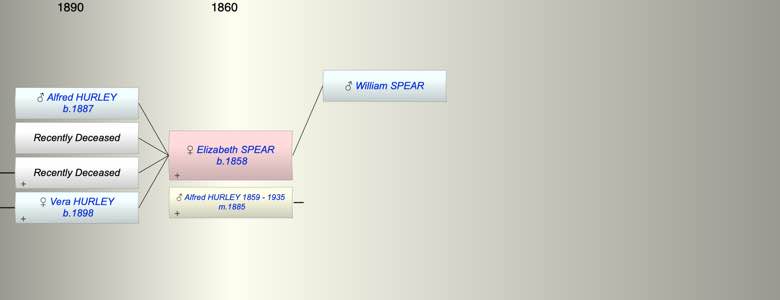 1890
1860
♂ William SPEAR
♂ Alfred HURLEY
b.1887
Recently Deceased
Recently Deceased
+
♀ Vera HURLEY
b.1898
+
♀ Elizabeth SPEAR
b.1858
+
♂ Alfred HURLEY 1859 - 1935
m.1885
+